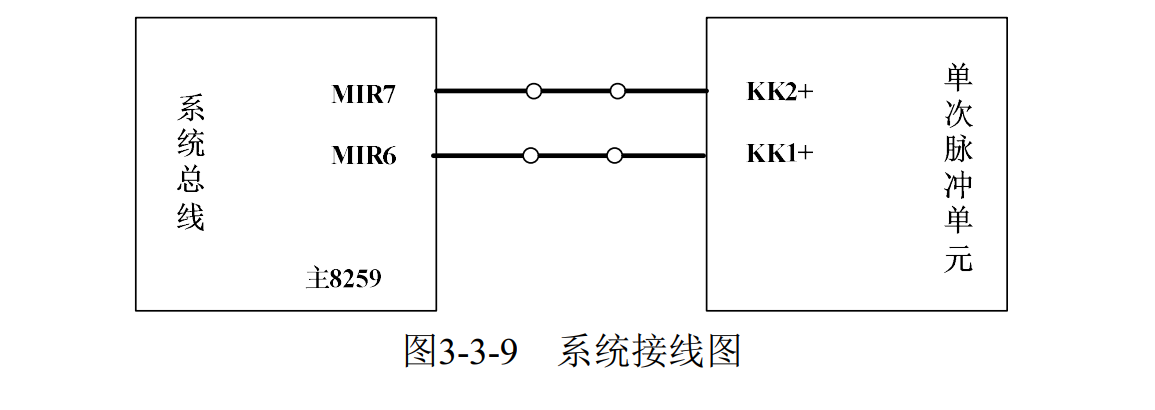 系统总线
MIR7
MIR6
主8259
KK2+
KK1+
单次脉冲单元
图3-3-9 系统接线图